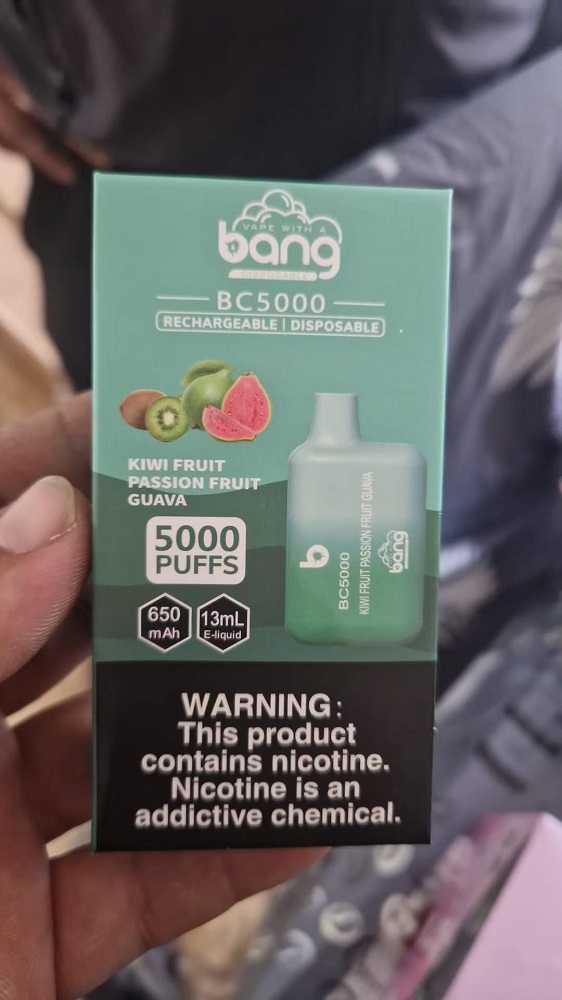 VAPE WITH A
bang
DISPOSABLE
BC5000
RECHARGEABLE | DISPOSABLE
KIWI FRUIT
PASSION FRUIT
GUAVA
5000
PUFFS
650
mAh
13mL
E-liquid
b
BC5000
KIWI FRUIT PASSION FRUIT GUAVA
bang
WARNING:
This product
contains nicotine.
Nicotine is an
addictive chemical.